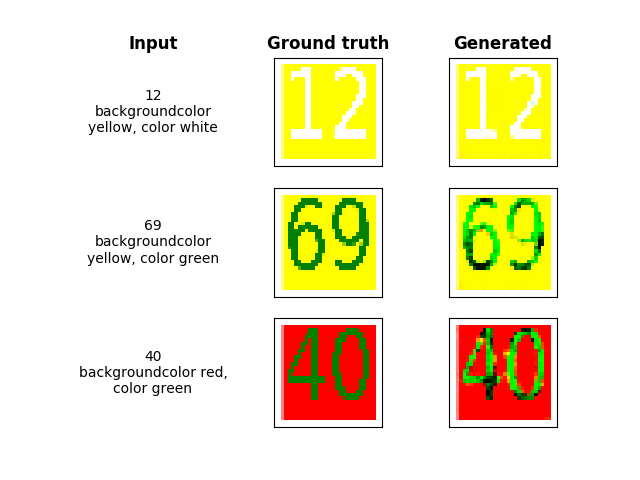 Input Ground truth Generated
12
backgroundcolor
yellow, color white
12 12
69
backgroundcolor
yellow, color green
69 69
40
backgroundcolor red,
color green
40 40